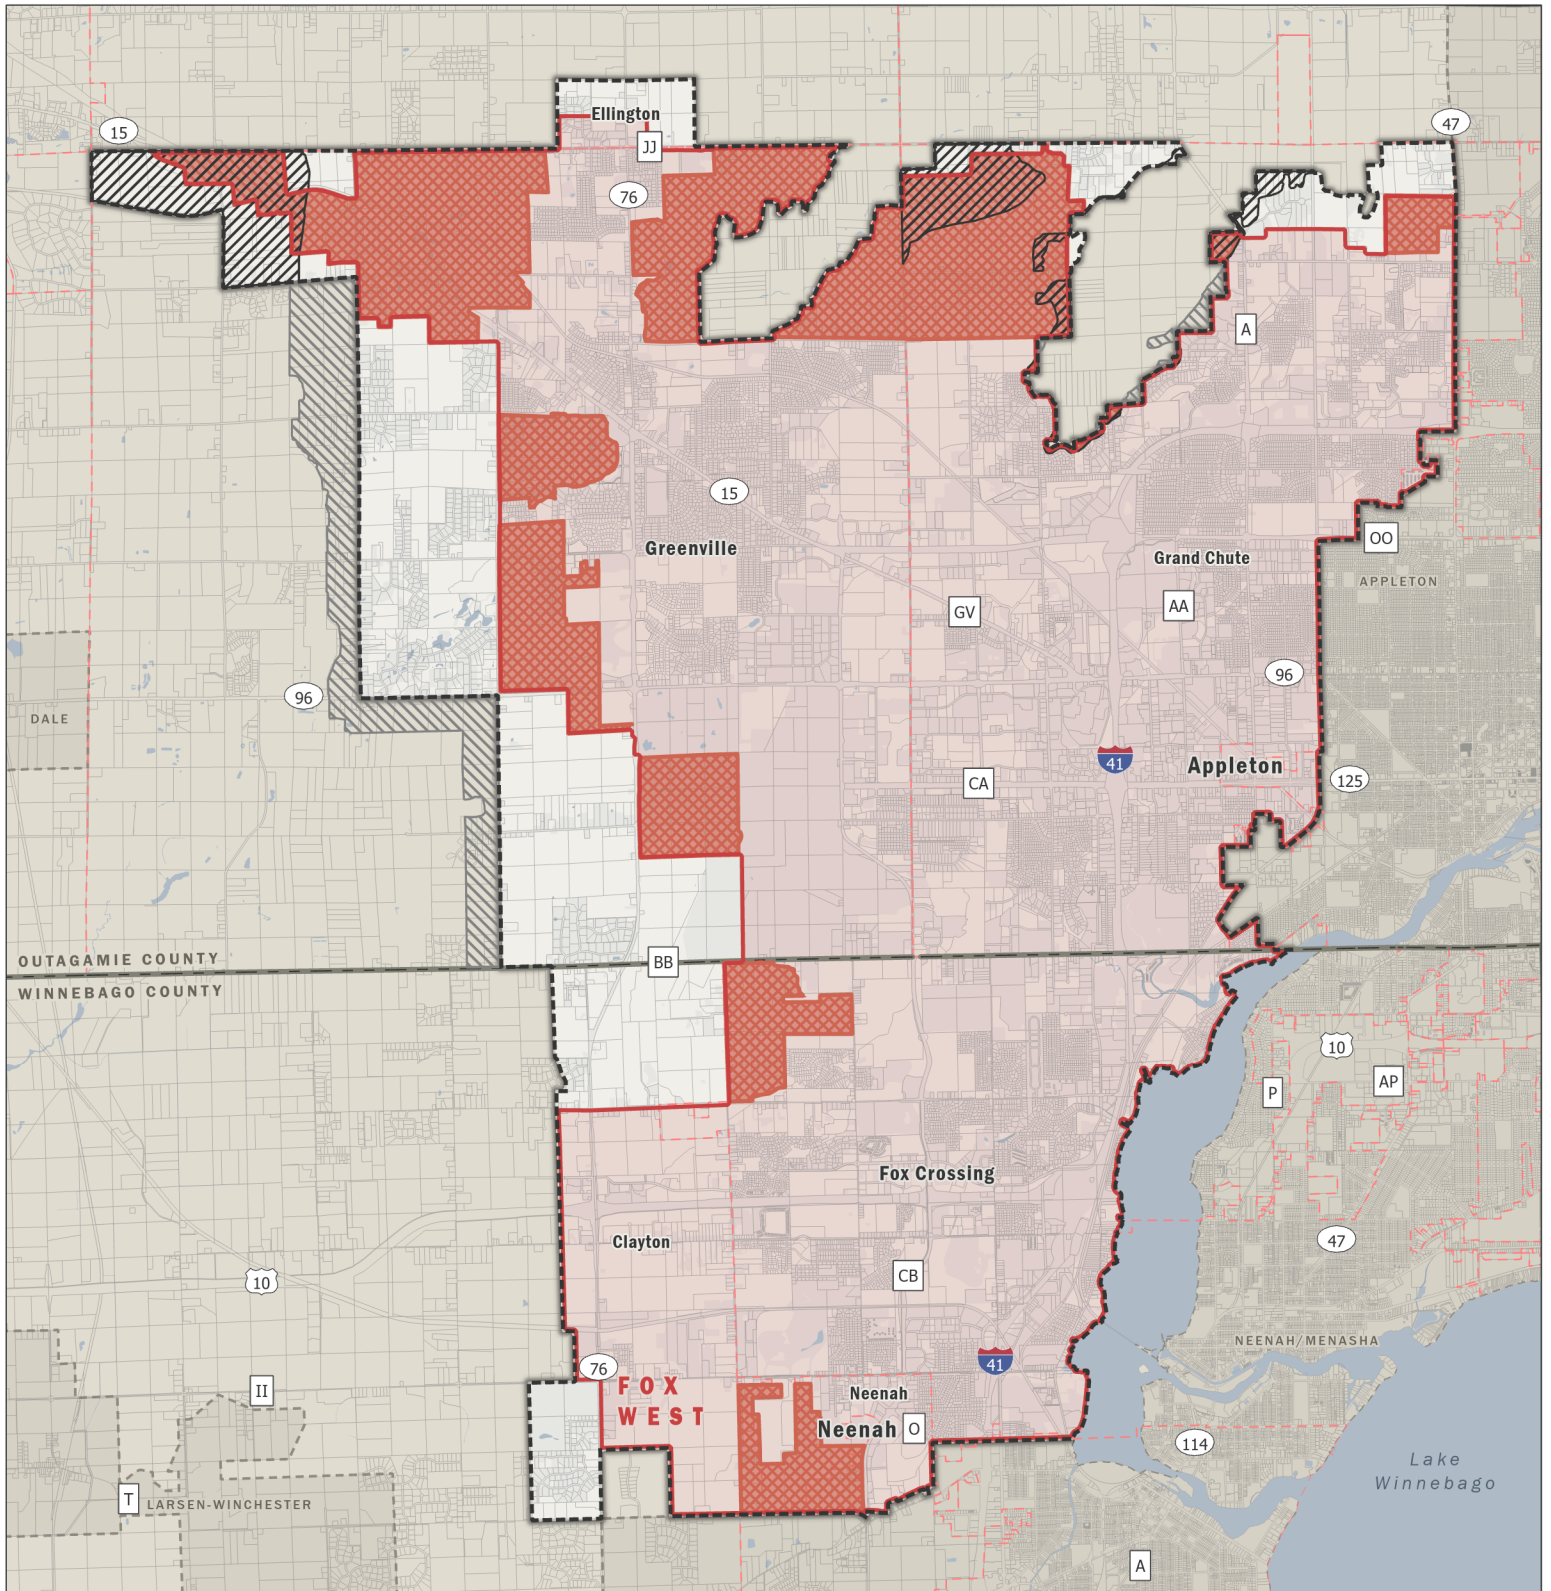 Ellington
15
47
JJ
76
A
15
OO
Greenville
Grand Chute
APPLETON
GV
AA
96
96
DALE
41
Appleton
CA
125
OUTAGAMIE COUNTY
BB
WINNEBAGO COUNTY
10
P
AP
Fox Crossing
Clayton
47
CB
10
NEENAH/MENASHA
41
76
FOX
WEST
II
Neenah
Neenah
O
114
Lake
Winnebago
T
LARSEN-WINCHESTER
A